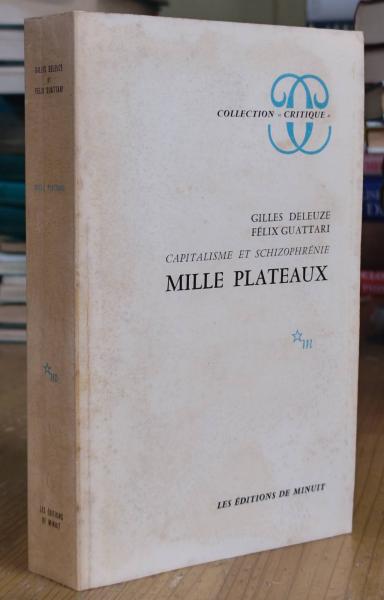 GILLES DELEUZE
ET
FÉLIX GUATTARI
MILLE PLATEAUX
m
LES ÉDITIONS
DE MINUIT
COLLECTION « CRITIQUE »
GILLES DELEUZE
FÉLIX GUATTARI
CAPITALISME ET SCHIZOPHRÉNIE
MILLE PLATEAUX
m
LES ÉDITIONS DE MINUIT